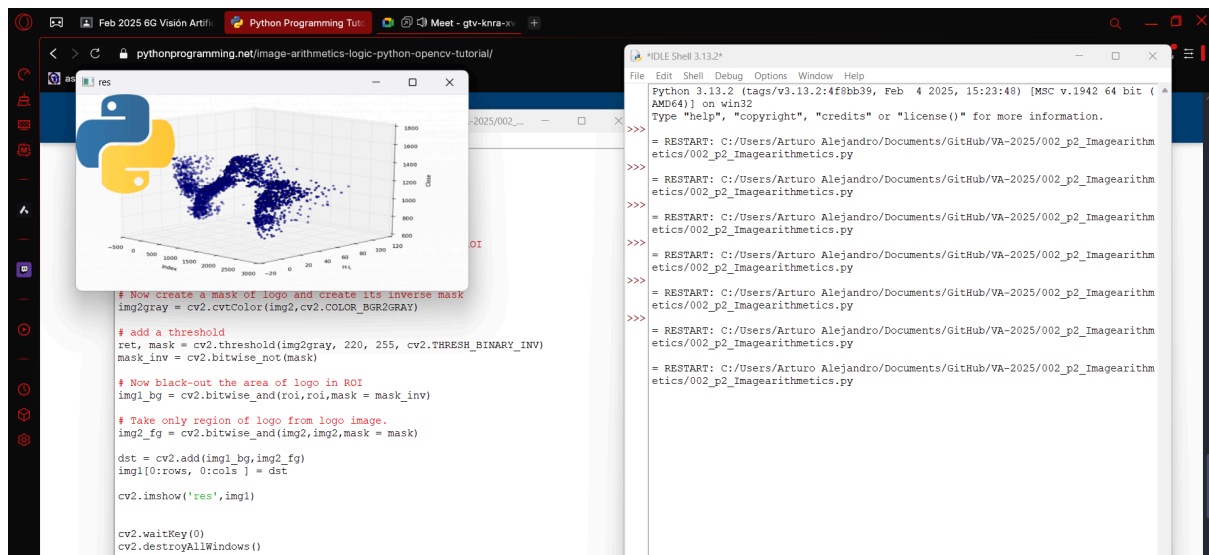 Feb 2025 6G Visión Artific
Python Programming Tuto
Meet - gtv-knra-xv
pythonprogramming.net/image-arithmetics-logic-python-opencv-tutorial/
as
res
1800
1600
1400
1200
1000
800
600
Close
-500 0 500 1000 1500 2000 2500 3000
Index
-20 0 20 40 60 80 100 120
H-L
-2025/002_...
ROI
# Now create a mask of logo and create its inverse mask
img2gray = cv2.cvtColor(img2,cv2.COLOR_BGR2GRAY)
# add a threshold
ret, mask = cv2.threshold(img2gray, 220, 255, cv2.THRESH_BINARY_INV)
mask_inv = cv2.bitwise_not(mask)
# Now black-out the area of logo in ROI
img1_bg = cv2.bitwise_and(roi,roi,mask = mask_inv)
# Take only region of logo from logo image.
img2_fg = cv2.bitwise_and(img2,img2,mask = mask)
dst = cv2.add(img1_bg,img2_fg)
img1[0:rows, 0:cols ] = dst
cv2.imshow('res',img1)
cv2.waitKey(0)
cv2.destroyAllWindows()
*IDLE Shell 3.13.2*
File Edit Shell Debug Options Window Help
Python 3.13.2 (tags/v3.13.2:4f8bb39, Feb  4 2025, 15:23:48) [MSC v.1942 64 bit (
AMD64)] on win32
Type "help", "copyright", "credits" or "license()" for more information.
>>>
= RESTART: C:/Users/Arturo Alejandro/Documents/GitHub/VA-2025/002_p2_Imagearithm
etics/002_p2_Imagearithmetics.py
>>>
= RESTART: C:/Users/Arturo Alejandro/Documents/GitHub/VA-2025/002_p2_Imagearithm
etics/002_p2_Imagearithmetics.py
>>>
= RESTART: C:/Users/Arturo Alejandro/Documents/GitHub/VA-2025/002_p2_Imagearithm
etics/002_p2_Imagearithmetics.py
>>>
= RESTART: C:/Users/Arturo Alejandro/Documents/GitHub/VA-2025/002_p2_Imagearithm
etics/002_p2_Imagearithmetics.py
>>>
= RESTART: C:/Users/Arturo Alejandro/Documents/GitHub/VA-2025/002_p2_Imagearithm
etics/002_p2_Imagearithmetics.py
>>>
= RESTART: C:/Users/Arturo Alejandro/Documents/GitHub/VA-2025/002_p2_Imagearithm
etics/002_p2_Imagearithmetics.py
= RESTART: C:/Users/Arturo Alejandro/Documents/GitHub/VA-2025/002_p2_Imagearithm
etics/002_p2_Imagearithmetics.py